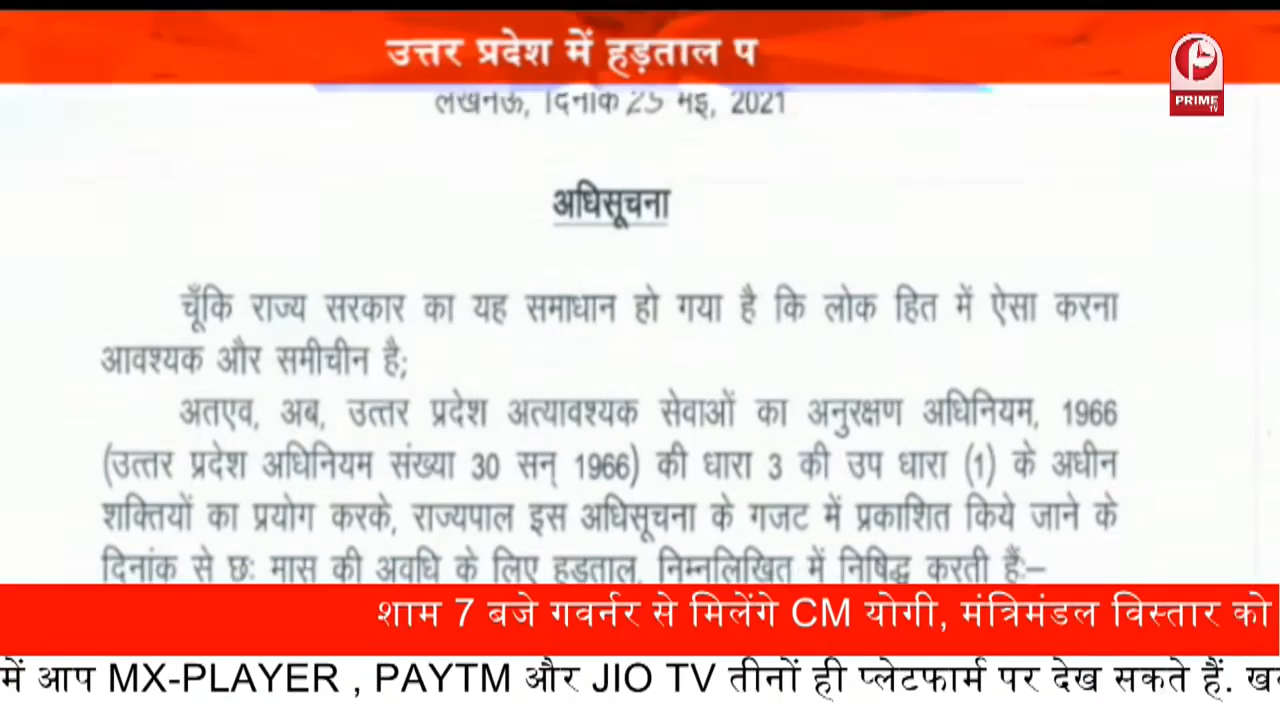 उत्तर प्रदेश में हड़ताल प
PRIME
TV
लखनऊ, दिनांक 25 मई, 2021
अधिसूचना
चूँकि राज्य सरकार का यह समाधान हो गया है कि लोक हित में ऐसा करना
आवश्यक और समीचीन है;
अतएव, अब, उत्तर प्रदेश अत्यावश्यक सेवाओं का अनुरक्षण अधिनियम, 1966
(उत्तर प्रदेश अधिनियम संख्या 30 सन् 1966) की धारा 3 की उप धारा (1) के अधीन
शक्तियों का प्रयोग करके, राज्यपाल इस अधिसूचना के गजट में प्रकाशित किये जाने के
दिनांक से छः मास की अवधि के लिए हडताल, निम्नलिखित में निषिद्ध करती हैं:–
शाम 7 बजे गवर्नर से मिलेंगे CM योगी, मंत्रिमंडल विस्तार को
में आप MX-PLAYER , PAYTM और JIO TV तीनों ही प्लेटफार्म पर देख सकते हैं.